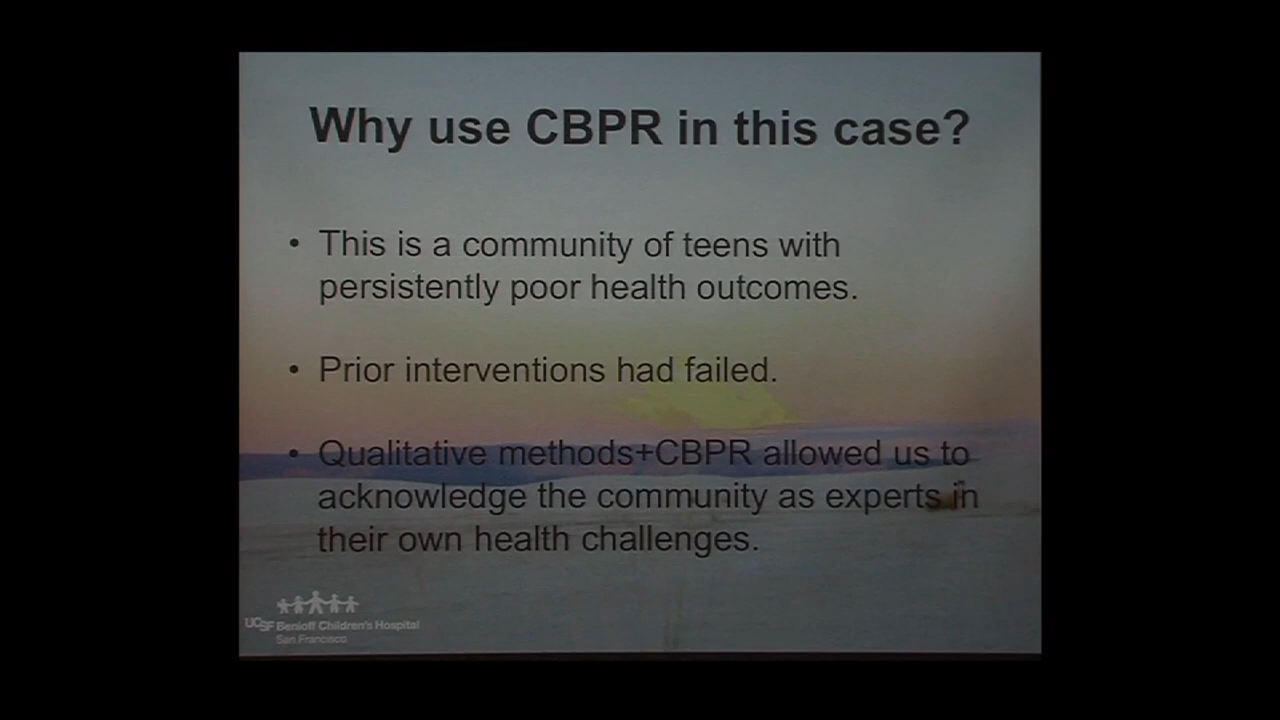 Why use CBPR in this case?
• This is a community of teens with
persistently poor health outcomes.
• Prior interventions had failed.
• Qualitative methods+CBPR allowed us to
acknowledge the community as experts in
their own health challenges.
UCSF Benioff Children's Hospital
San Francisco